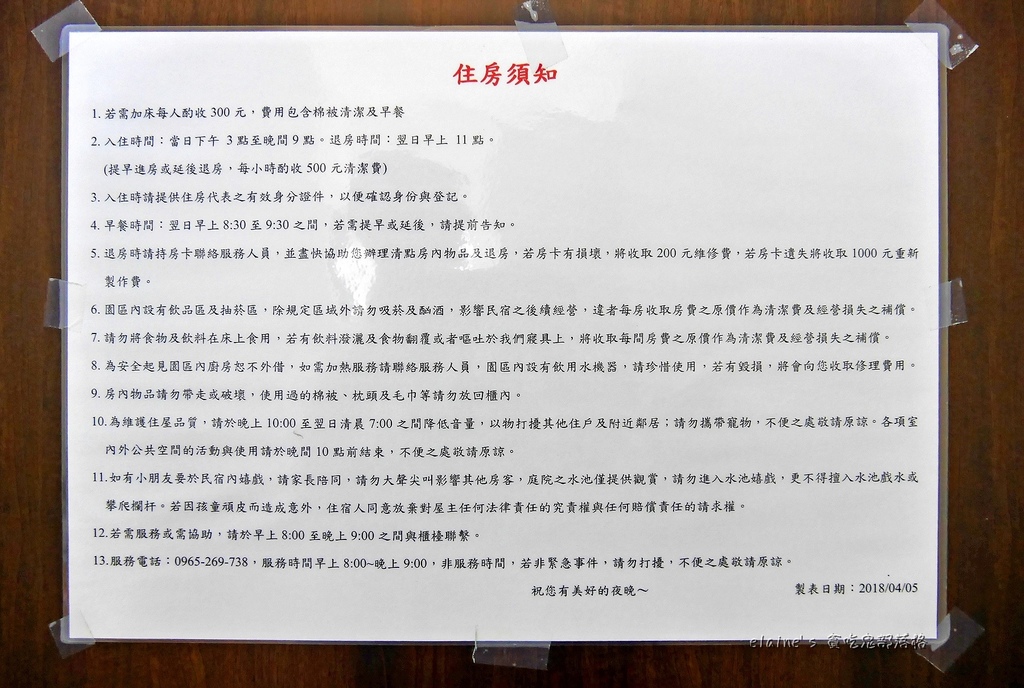 住房須知
1. 若需加床每人酌收 300 元，費用包含棉被清潔及早餐
2. 入住時間：當日下午 3 點至晚間 9 點。退房時間：翌日早上 11 點。
(提早進房或延後退房，每小時酌收 500 元清潔費)
3. 入住時請提供住房代表之有效身分證件，以便確認身份與登記。
4. 早餐時間：翌日早上 8:30 至 9:30 之間，若需提早或延後，請提前告知。
5. 退房時請持房卡聯絡服務人員，並盡快協助您辦理清點房內物品及退房，若房卡有損壞，將收取 200 元維修費，若房卡遺失將收取 1000 元重新
製作費。
6. 園區內設有飲品區及抽菸區，除規定區域外請勿吸菸及酗酒，影響民宿之後續經營，違者每房收取房費之原價作為清潔費及經營損失之補償。
7. 請勿將食物及飲料在床上食用，若有飲料潑灑及食物翻覆或者嘔吐於我們寢具上，將收取每間房費之原價作為清潔費及經營損失之補償。
8. 為安全起見園區內廚房恕不外借，如需加熱服務請聯絡服務人員，園區內設有飲用水機器，請珍惜使用，若有毀損，將會向您收取修理費用。
9. 房內物品請勿帶走或破壞，使用過的棉被、枕頭及毛巾等請勿放回櫃內。
10.為維護住屋品質，請於晚上 10:00 至翌日清晨 7:00 之間降低音量，以物打擾其他住戶及附近鄰居；請勿攜帶寵物，不便之處敬請原諒。各項室
內外公共空間的活動與使用請於晚間 10 點前結束，不便之處敬請原諒。
11.如有小朋友要於民宿內嬉戲，請家長陪同，請勿大聲尖叫影響其他房客，庭院之水池僅提供觀賞，請勿進入水池嬉戲，更不得擅入水池戲水或
攀爬欄杆。若因孩童頑皮而造成意外，住宿人同意放棄對屋主任何法律責任的究責權與任何賠償責任的請求權。
12.若需服務或需協助，請於早上 8:00 至晚上 9:00 之間與櫃檯聯繫。
13.服務電話：0965-269-738，服務時間早上 8:00~晚上 9:00，非服務時間，若非緊急事件，請勿打擾，不便之處敬請原諒。
祝您有美好的夜晚～
製表日期：2018/04/05
elaine's 貪吃鬼部落格